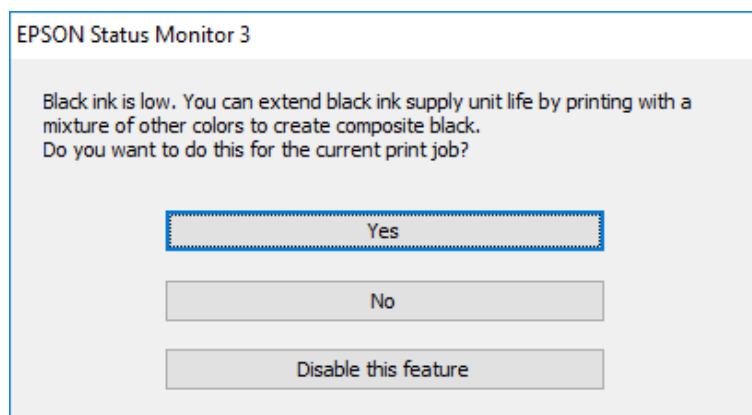 EPSON Status Monitor 3
Black ink is low. You can extend black ink supply unit life by printing with a
mixture of other colors to create composite black.
Do you want to do this for the current print job?
Yes
No
Disable this feature